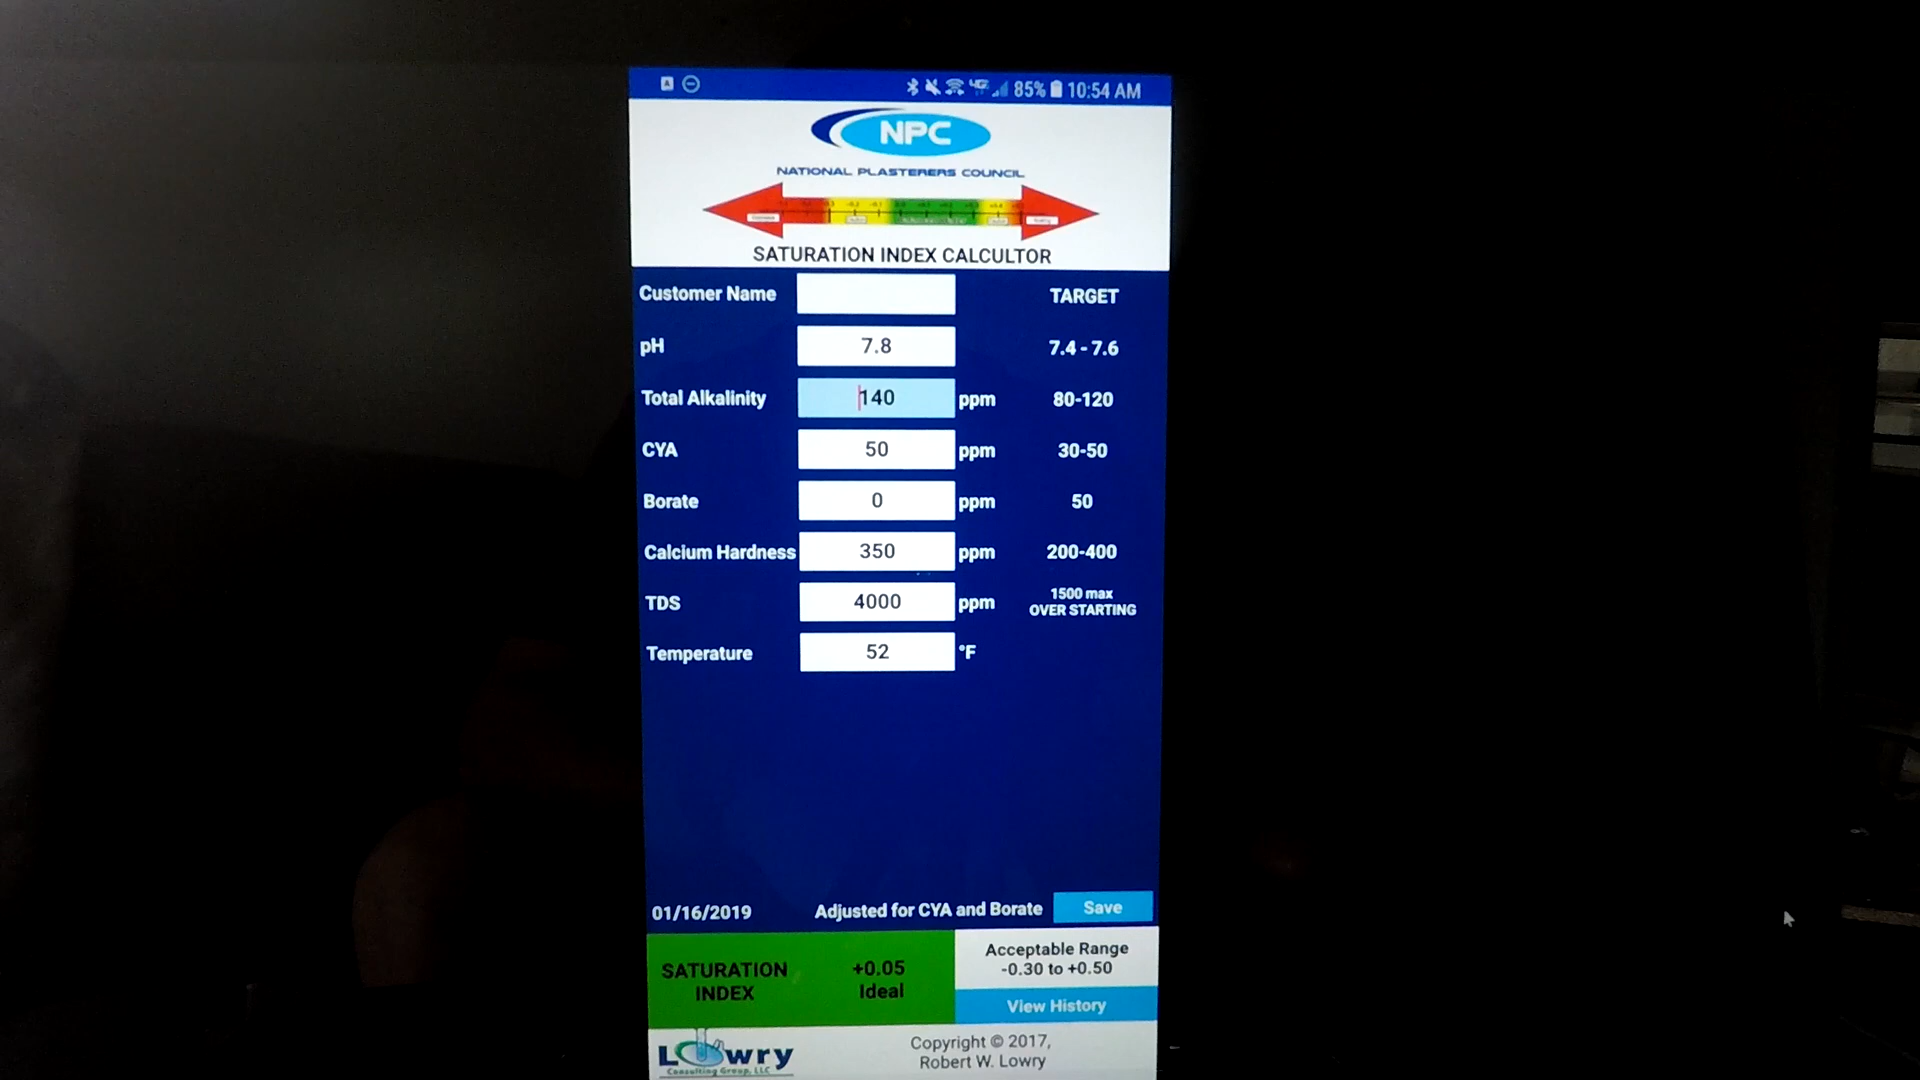 85% 10:54 AM
NPC
NATIONAL PLASTERERS COUNCIL
SATURATION INDEX CALCULTOR
Customer Name TARGET
pH 7.8 7.4 - 7.6
Total Alkalinity 140 ppm 80-120
CYA 50 ppm 30-50
Borate 0 ppm 50
Calcium Hardness 350 ppm 200-400
TDS 4000 ppm 1500 max OVER STARTING
Temperature 52 °F
01/16/2019 Adjusted for CYA and Borate Save
SATURATION INDEX +0.05 Ideal
Acceptable Range
-0.30 to +0.50
View History
Lowry
Consulting Group, LLC
Copyright © 2017,
Robert W. Lowry